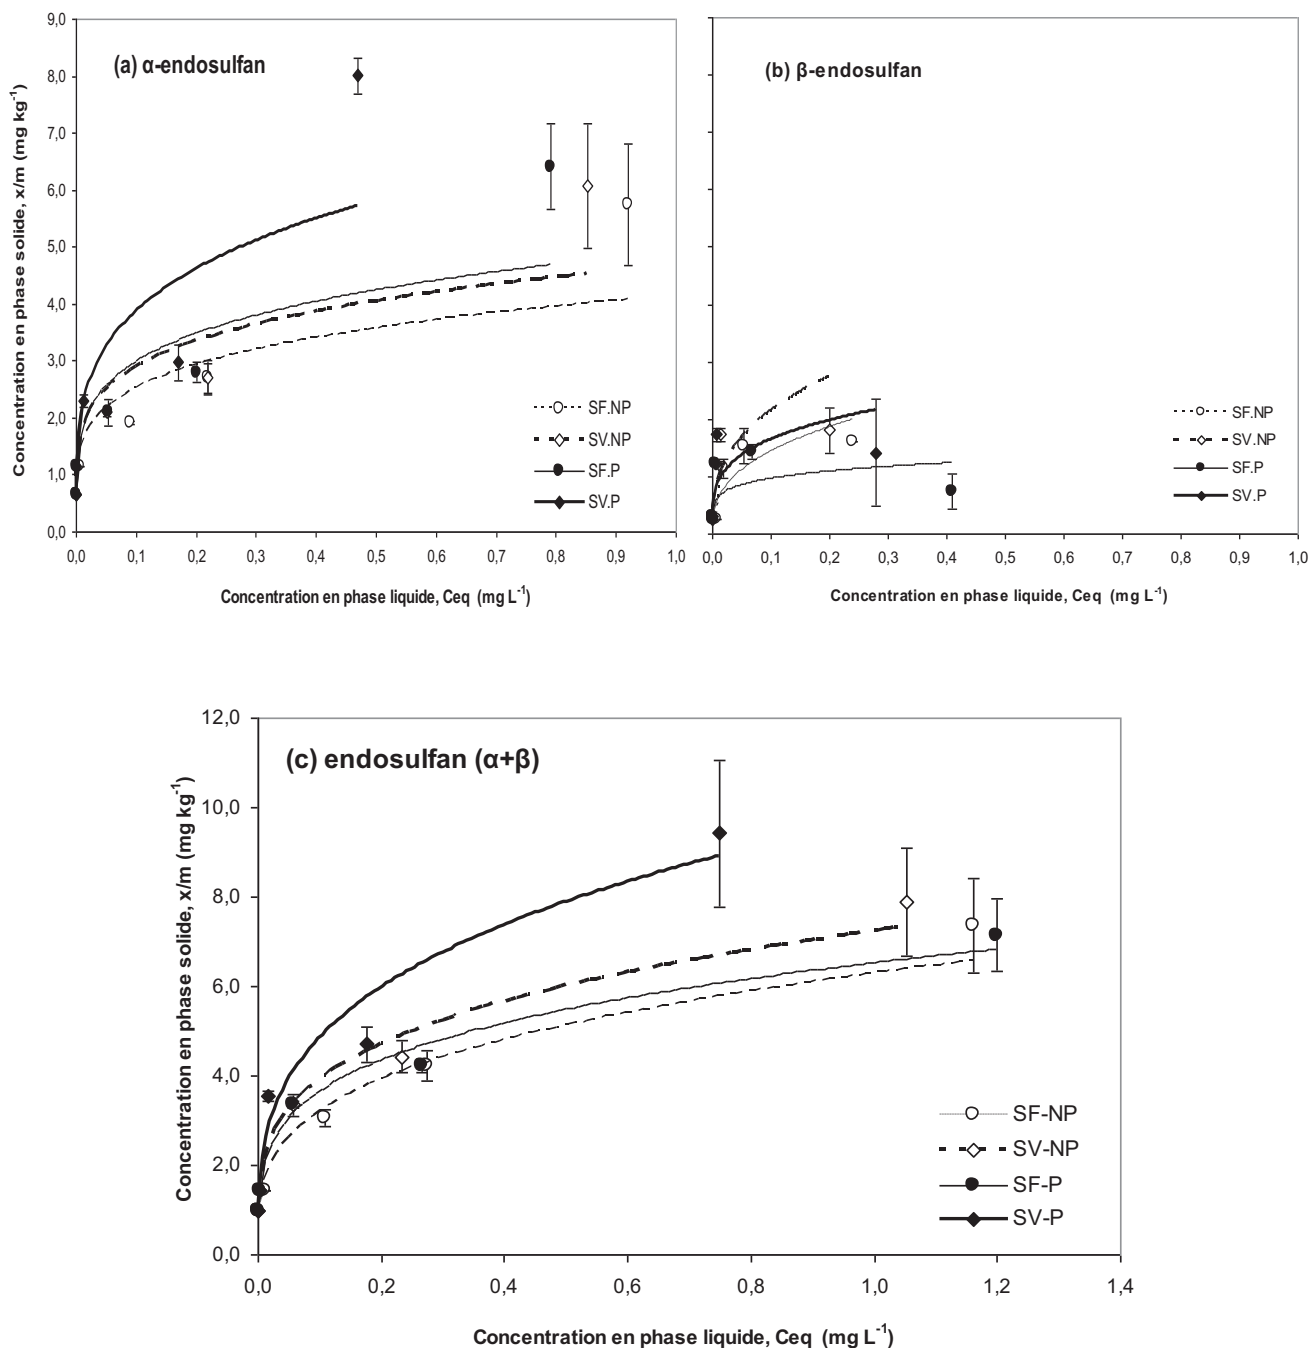 (a) α-endosulfan
Concentration en phase solide, x/m (mg kg⁻¹)
9,0
8,0
7,0
6,0
5,0
4,0
3,0
2,0
1,0
0,0
0,0 0,1 0,2 0,3 0,4 0,5 0,6 0,7 0,8 0,9 1,0
Concentration en phase liquide, Ceq (mg L⁻¹)
SF.NP
SV.NP
SF.P
SV.P
(b) β-endosulfan
0,0 0,1 0,2 0,3 0,4 0,5 0,6 0,7 0,8 0,9 1,0
Concentration en phase liquide, Ceq (mg L⁻¹)
SF.NP
SV.NP
SF.P
SV.P
(c) endosulfan (α+β)
Concentration en phase solide, x/m (mg kg⁻¹)
12,0
10,0
8,0
6,0
4,0
2,0
0,0
0,0 0,2 0,4 0,6 0,8 1,0 1,2 1,4
Concentration en phase liquide, Ceq (mg L⁻¹)
SF-NP
SV-NP
SF-P
SV-P